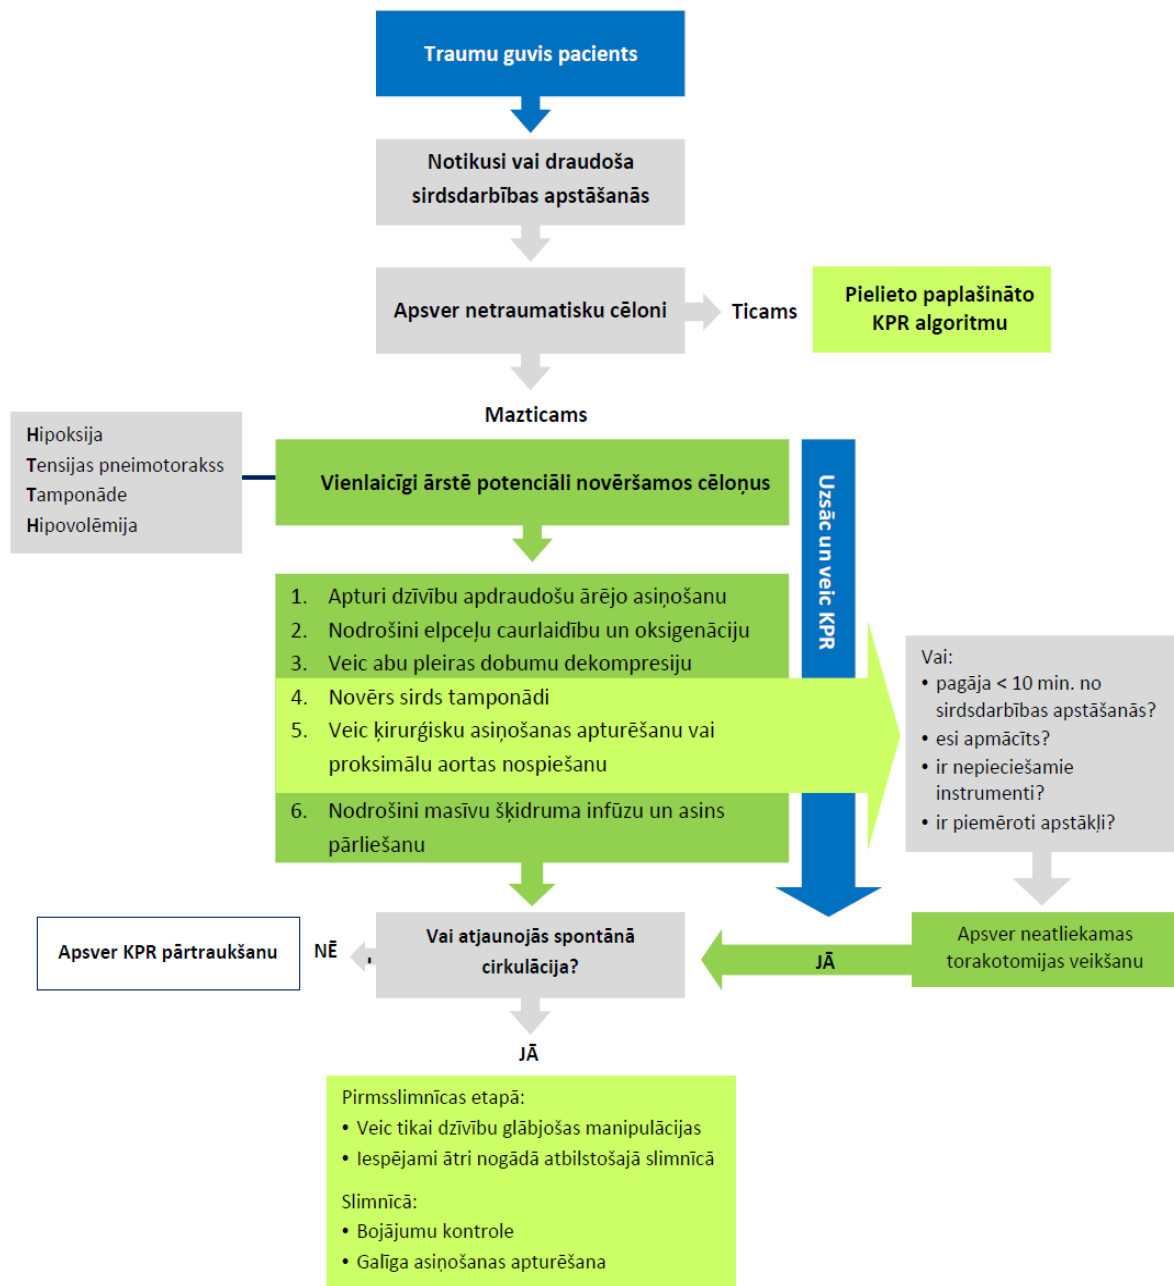 Traumu guvis pacients
Notikusi vai draudoša
sirdsdarbības apstāšanās
Apsver netraumatisku cēloni
Ticams
Pielieto paplašināto
KPR algoritmu
Mazticams
Hipoksija
Tensijas pneimotorakss
Tamponāde
Hipovolēmija
Vienlaicīgi ārstē potenciāli novēršamos cēloņus
Uzsāc un veic KPR
1. Apturi dzīvību apdraudošu ārējo asiņošanu
2. Nodrošini elpceļu caurlaidību un oksigenāciju
3. Veic abu pleiras dobumu dekompresiju
4. Novērs sirds tamponādi
5. Veic ķirurģisku asiņošanas apturēšanu vai
proksimālu aortas nospiešanu
6. Nodrošini masīvu šķidruma infūzu un asins
pārliešanu
Vai:
• pagāja < 10 min. no
sirdsdarbības apstāšanās?
• esi apmācīts?
• ir nepieciešamie
instrumenti?
• ir piemēroti apstākļi?
Apsver neatliekamas
torakotomijas veikšanu
JĀ
Vai atjaunojās spontānā
cirkulācija?
NĒ
Apsver KPR pārtraukšanu
JĀ
Pirmsslimnīcas etapā:
• Veic tikai dzīvību glābjošas manipulācijas
• Iespējami ātri nogādā atbilstošajā slimnīcā
Slimnīcā:
• Bojājumu kontrole
• Galīga asiņošanas apturēšana